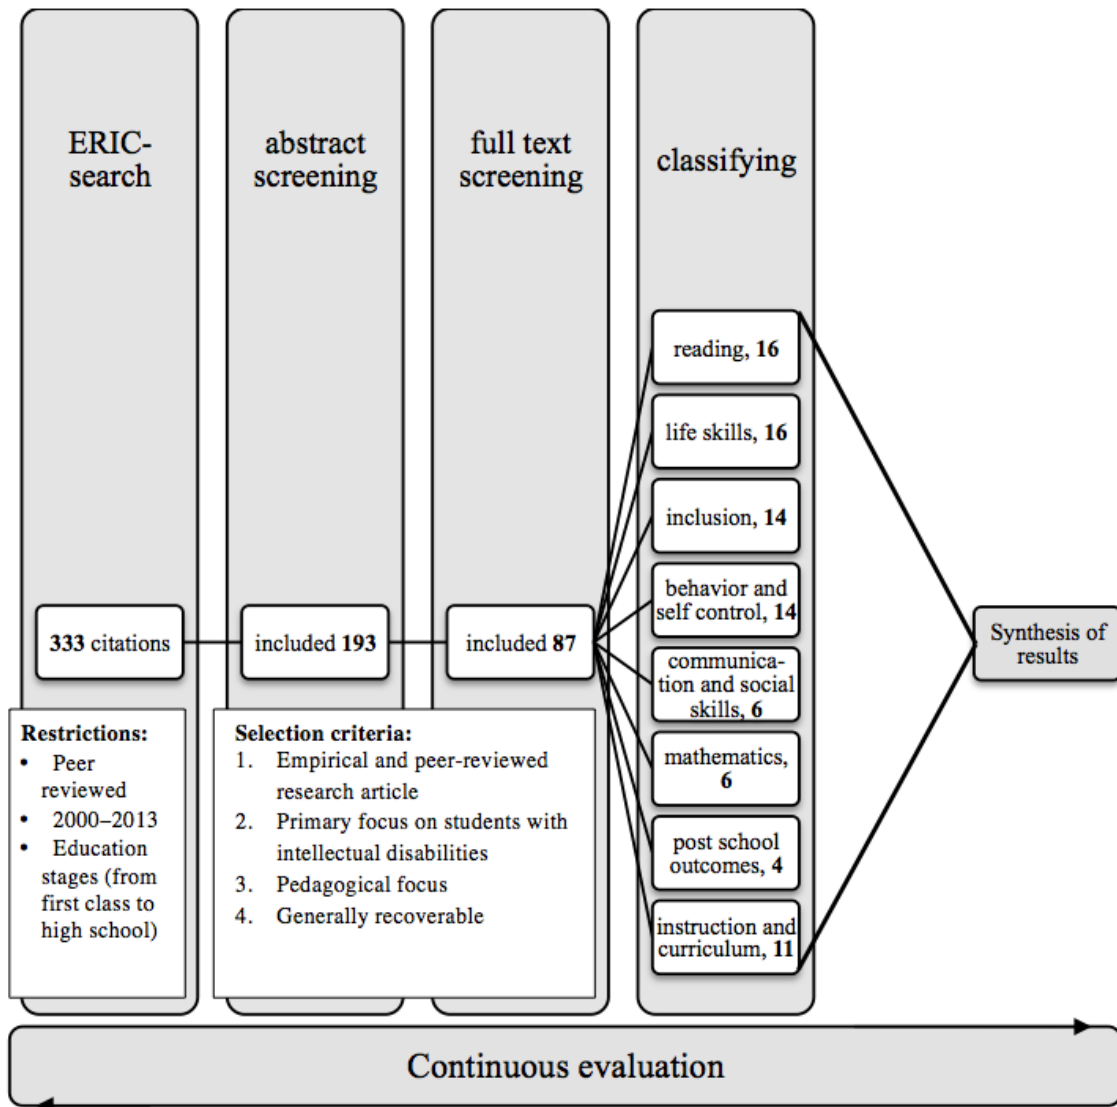 ERIC-
search
abstract
screening
full text
screening
classifying
reading, 16
life skills, 16
inclusion, 14
behavior and
self control, 14
communica-
tion and social
skills, 6
mathematics,
6
post school
outcomes, 4
instruction and
curriculum, 11
333 citations
included 193
included 87
Synthesis of
results
Restrictions:
• Peer
reviewed
• 2000–2013
• Education
stages (from
first class to
high school)
Selection criteria:
1. Empirical and peer-reviewed
research article
2. Primary focus on students with
intellectual disabilities
3. Pedagogical focus
4. Generally recoverable
Continuous evaluation